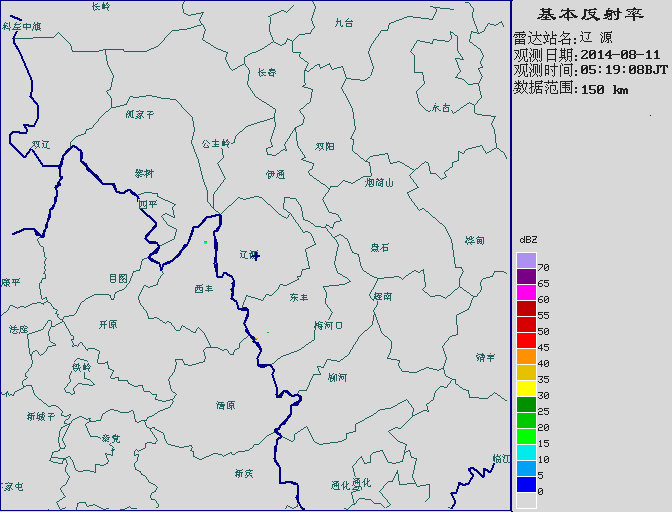 基本反射率
雷达站名:辽 源
观测日期:2014-08-11
观测时间:05:19:08BJT
数据范围:150 km
长岭
九台
科左中旗
长春
永吉
孤家子
公主岭
双辽
双阳
黎树
伊通
烟筒山
四平
辽源
盘石
桦甸
昌图
康平
西丰
东丰
辉南
法库
开原
梅河口
靖宇
铁岭
柳河
清原
新城子
临江
新宾
通化
通化
家屯
dBZ
70
65
60
55
50
45
40
35
30
25
20
15
10
5
0